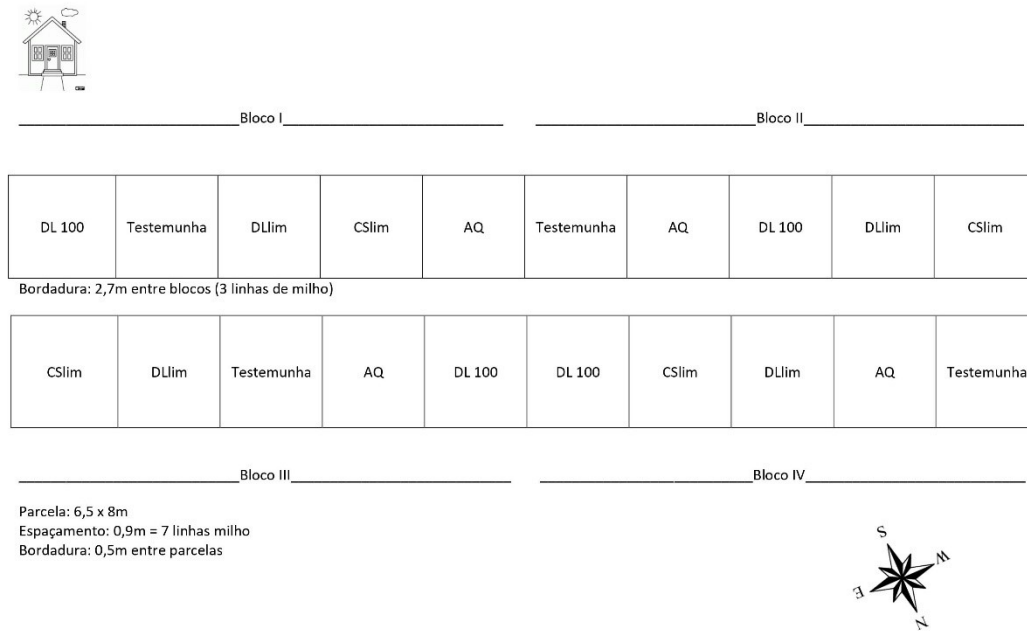 Bloco I Bloco II
DL 100 Testemunha DLlim CSlim AQ Testemunha AQ DL 100 DLlim CSlim
Bordadura: 2,7m entre blocos (3 linhas de milho)
CSlim DLlim Testemunha AQ DL 100 DL 100 CSlim DLlim AQ Testemunha
Bloco III Bloco IV
Parcela: 6,5 x 8m
Espaçamento: 0,9m = 7 linhas milho
Bordadura: 0,5m entre parcelas
S
W
E
N